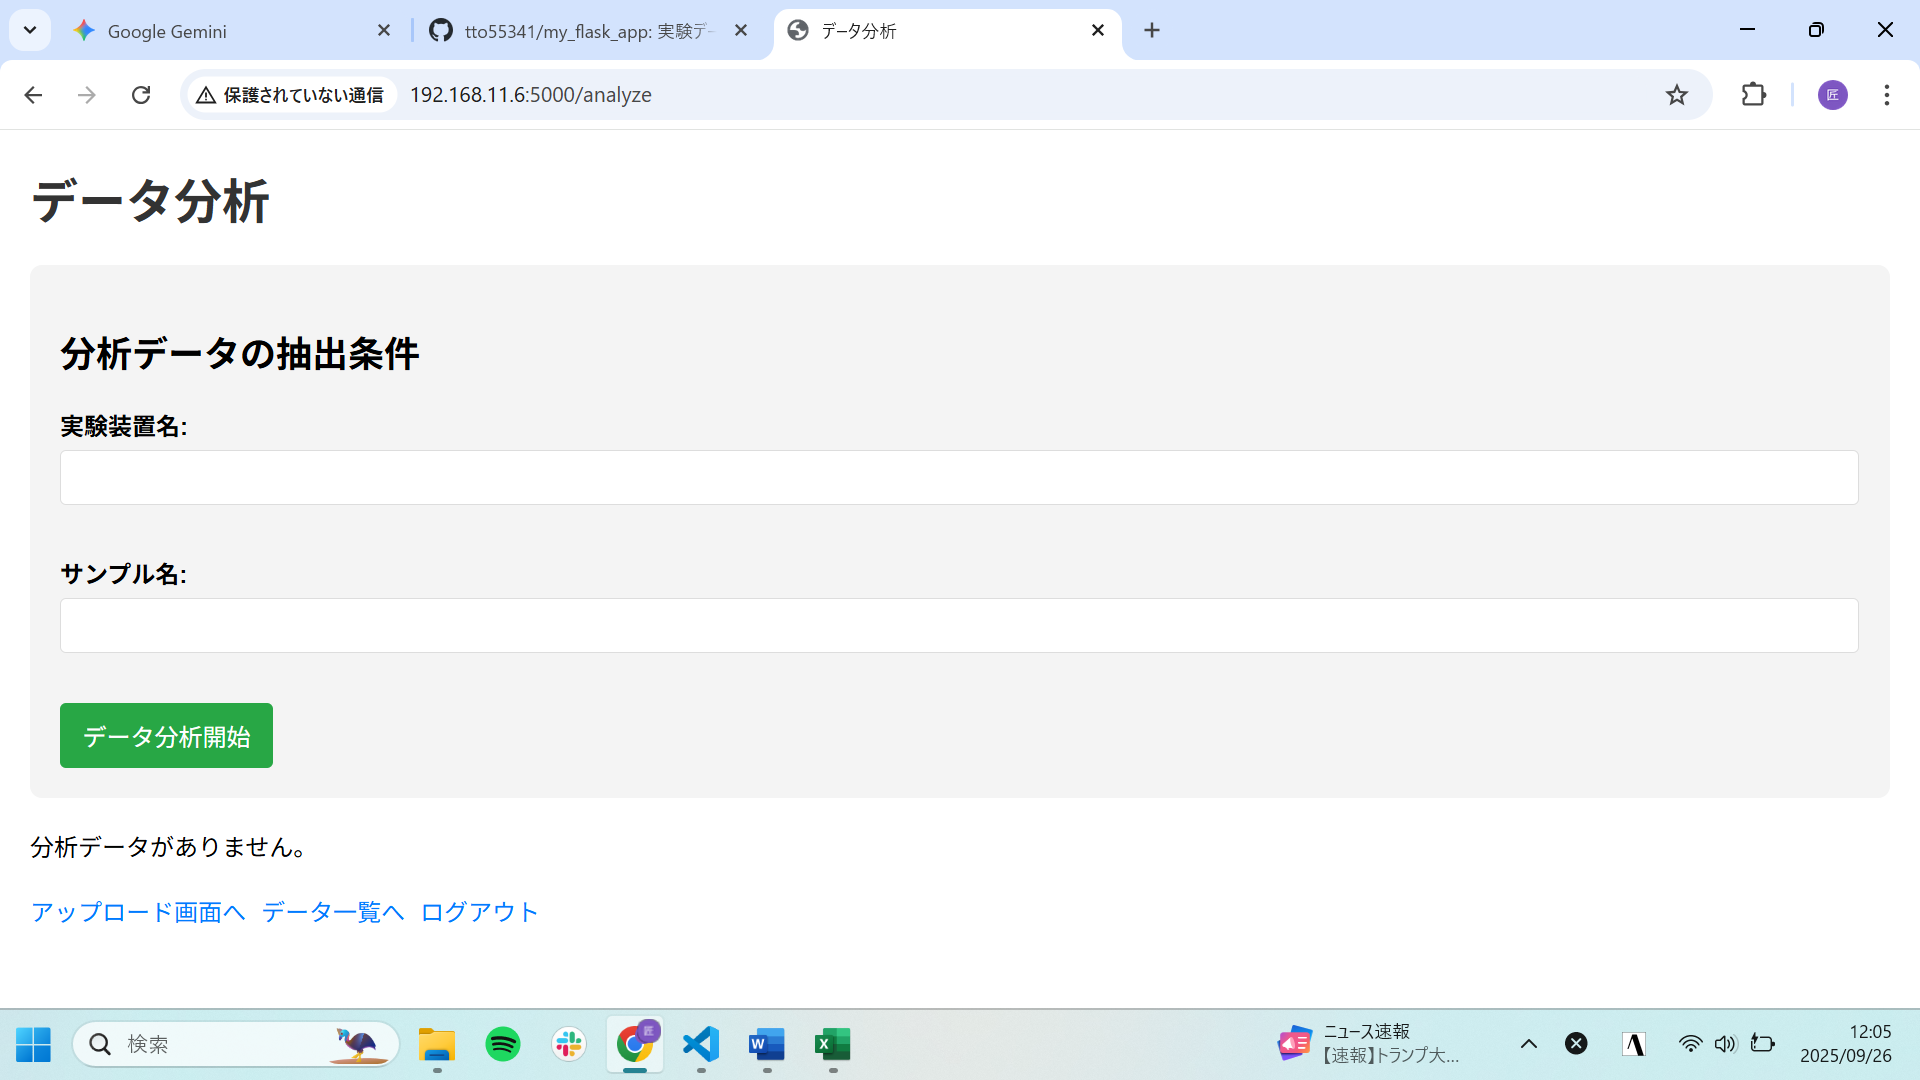 Google Gemini
tto55341/my_flask_app: 実験デー
データ分析
保護されていない通信
192.168.11.6:5000/analyze
匠
データ分析
分析データの抽出条件
実験装置名:
サンプル名:
データ分析開始
分析データがありません。
アップロード画面へ データ一覧へ ログアウト
検索
匠
W
X
ニュース速報
【速報】トランプ大...
A
12:05
2025/09/26